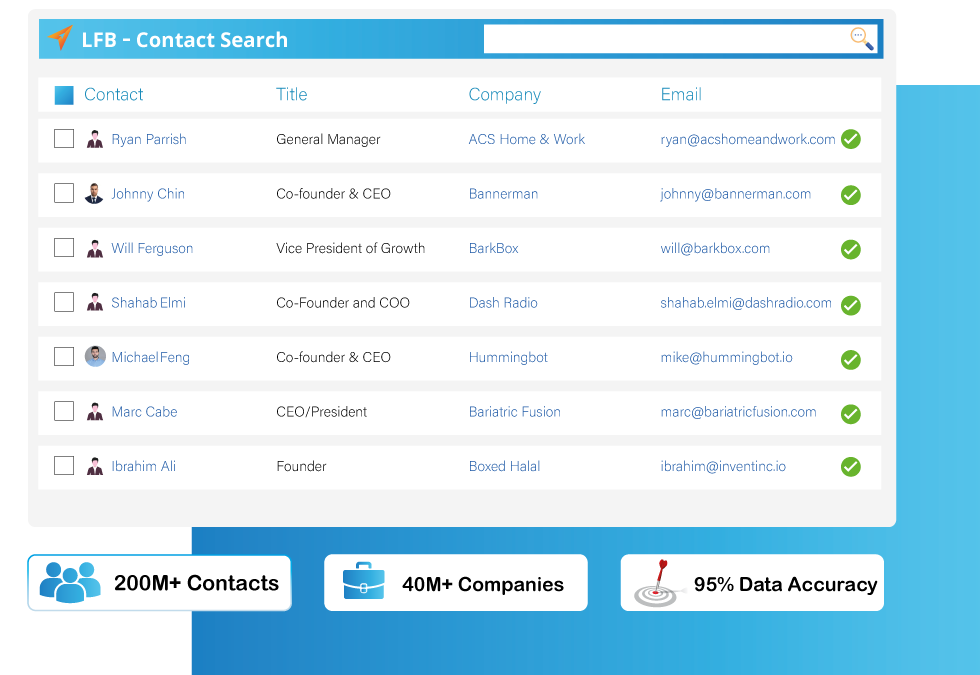 LFB - Contact Search
Contact Title Company Email
Ryan Parrish General Manager ACS Home & Work ryan@acshomeandwork.com
Johnny Chin Co-founder & CEO Bannerman johnny@bannerman.com
Will Ferguson Vice President of Growth BarkBox will@barkbox.com
Shahab Elmi Co-Founder and COO Dash Radio shahab.elmi@dashradio.com
Michael Feng Co-founder & CEO Hummingbot mike@hummingbot.io
Marc Cabe CEO/President Bariatric Fusion marc@bariatricfusion.com
Ibrahim Ali Founder Boxed Halal ibrahim@inventinc.io
200M+ Contacts 40M+ Companies 95% Data Accuracy